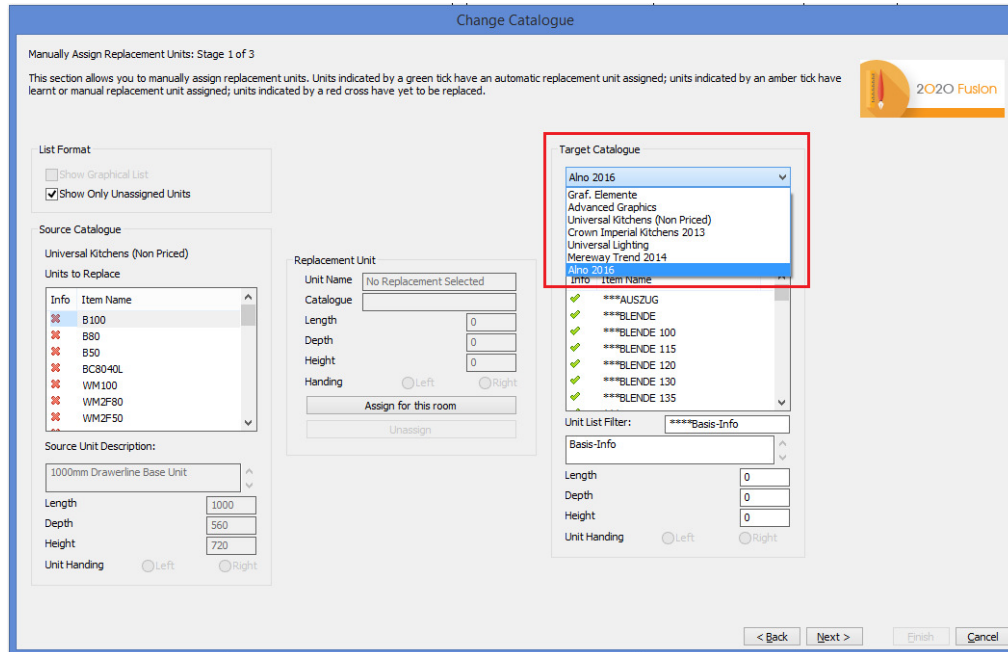 Change Catalogue
Manually Assign Replacement Units: Stage 1 of 3
This section allows you to manually assign replacement units. Units indicated by a green tick have an automatic replacement unit assigned; units indicated by an amber tick have
learnt or manual replacement unit assigned; units indicated by a red cross have yet to be replaced.
2020 Fusion
List Format
Show Graphical List
Show Only Unassigned Units
Source Catalogue
Universal Kitchens (Non Priced)
Units to Replace
Info Item Name
B100
B80
B50
BC8040L
WM100
WM2F80
WM2F50
Source Unit Description:
1000mm Drawerline Base Unit
Length 1000
Depth 560
Height 720
Unit Handing Left Right
Replacement Unit
Unit Name No Replacement Selected
Catalogue
Length 0
Depth 0
Height 0
Handing Left Right
Assign for this room
Unassign
Target Catalogue
Alno 2016
Graf. Elemente
Advanced Graphics
Universal Kitchens (Non Priced)
Crown Imperial Kitchens 2013
Universal Lighting
Mereway Trend 2014
Alno 2016
Info Item Name
***AUSZUG
***BLENDE
***BLENDE 100
***BLENDE 115
***BLENDE 120
***BLENDE 130
***BLENDE 135
Unit List Filter: ****Basis-Info
Basis-Info
Length 0
Depth 0
Height 0
Unit Handing Left Right
< Back Next > Finish Cancel